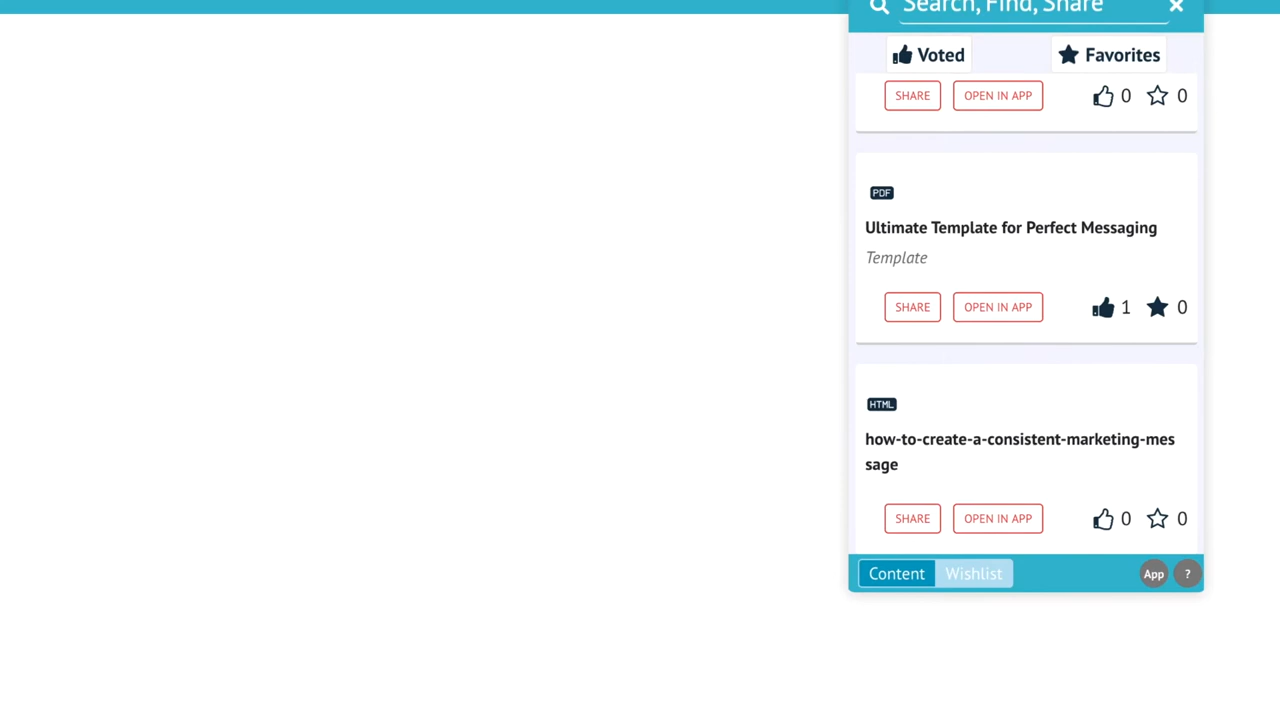 Search, Find, Share
Voted Favorites
SHARE OPEN IN APP 0 0
PDF
Ultimate Template for Perfect Messaging
Template
SHARE OPEN IN APP 1 0
HTML
how-to-create-a-consistent-marketing-mes
sage
SHARE OPEN IN APP 0 0
Content Wishlist App ?